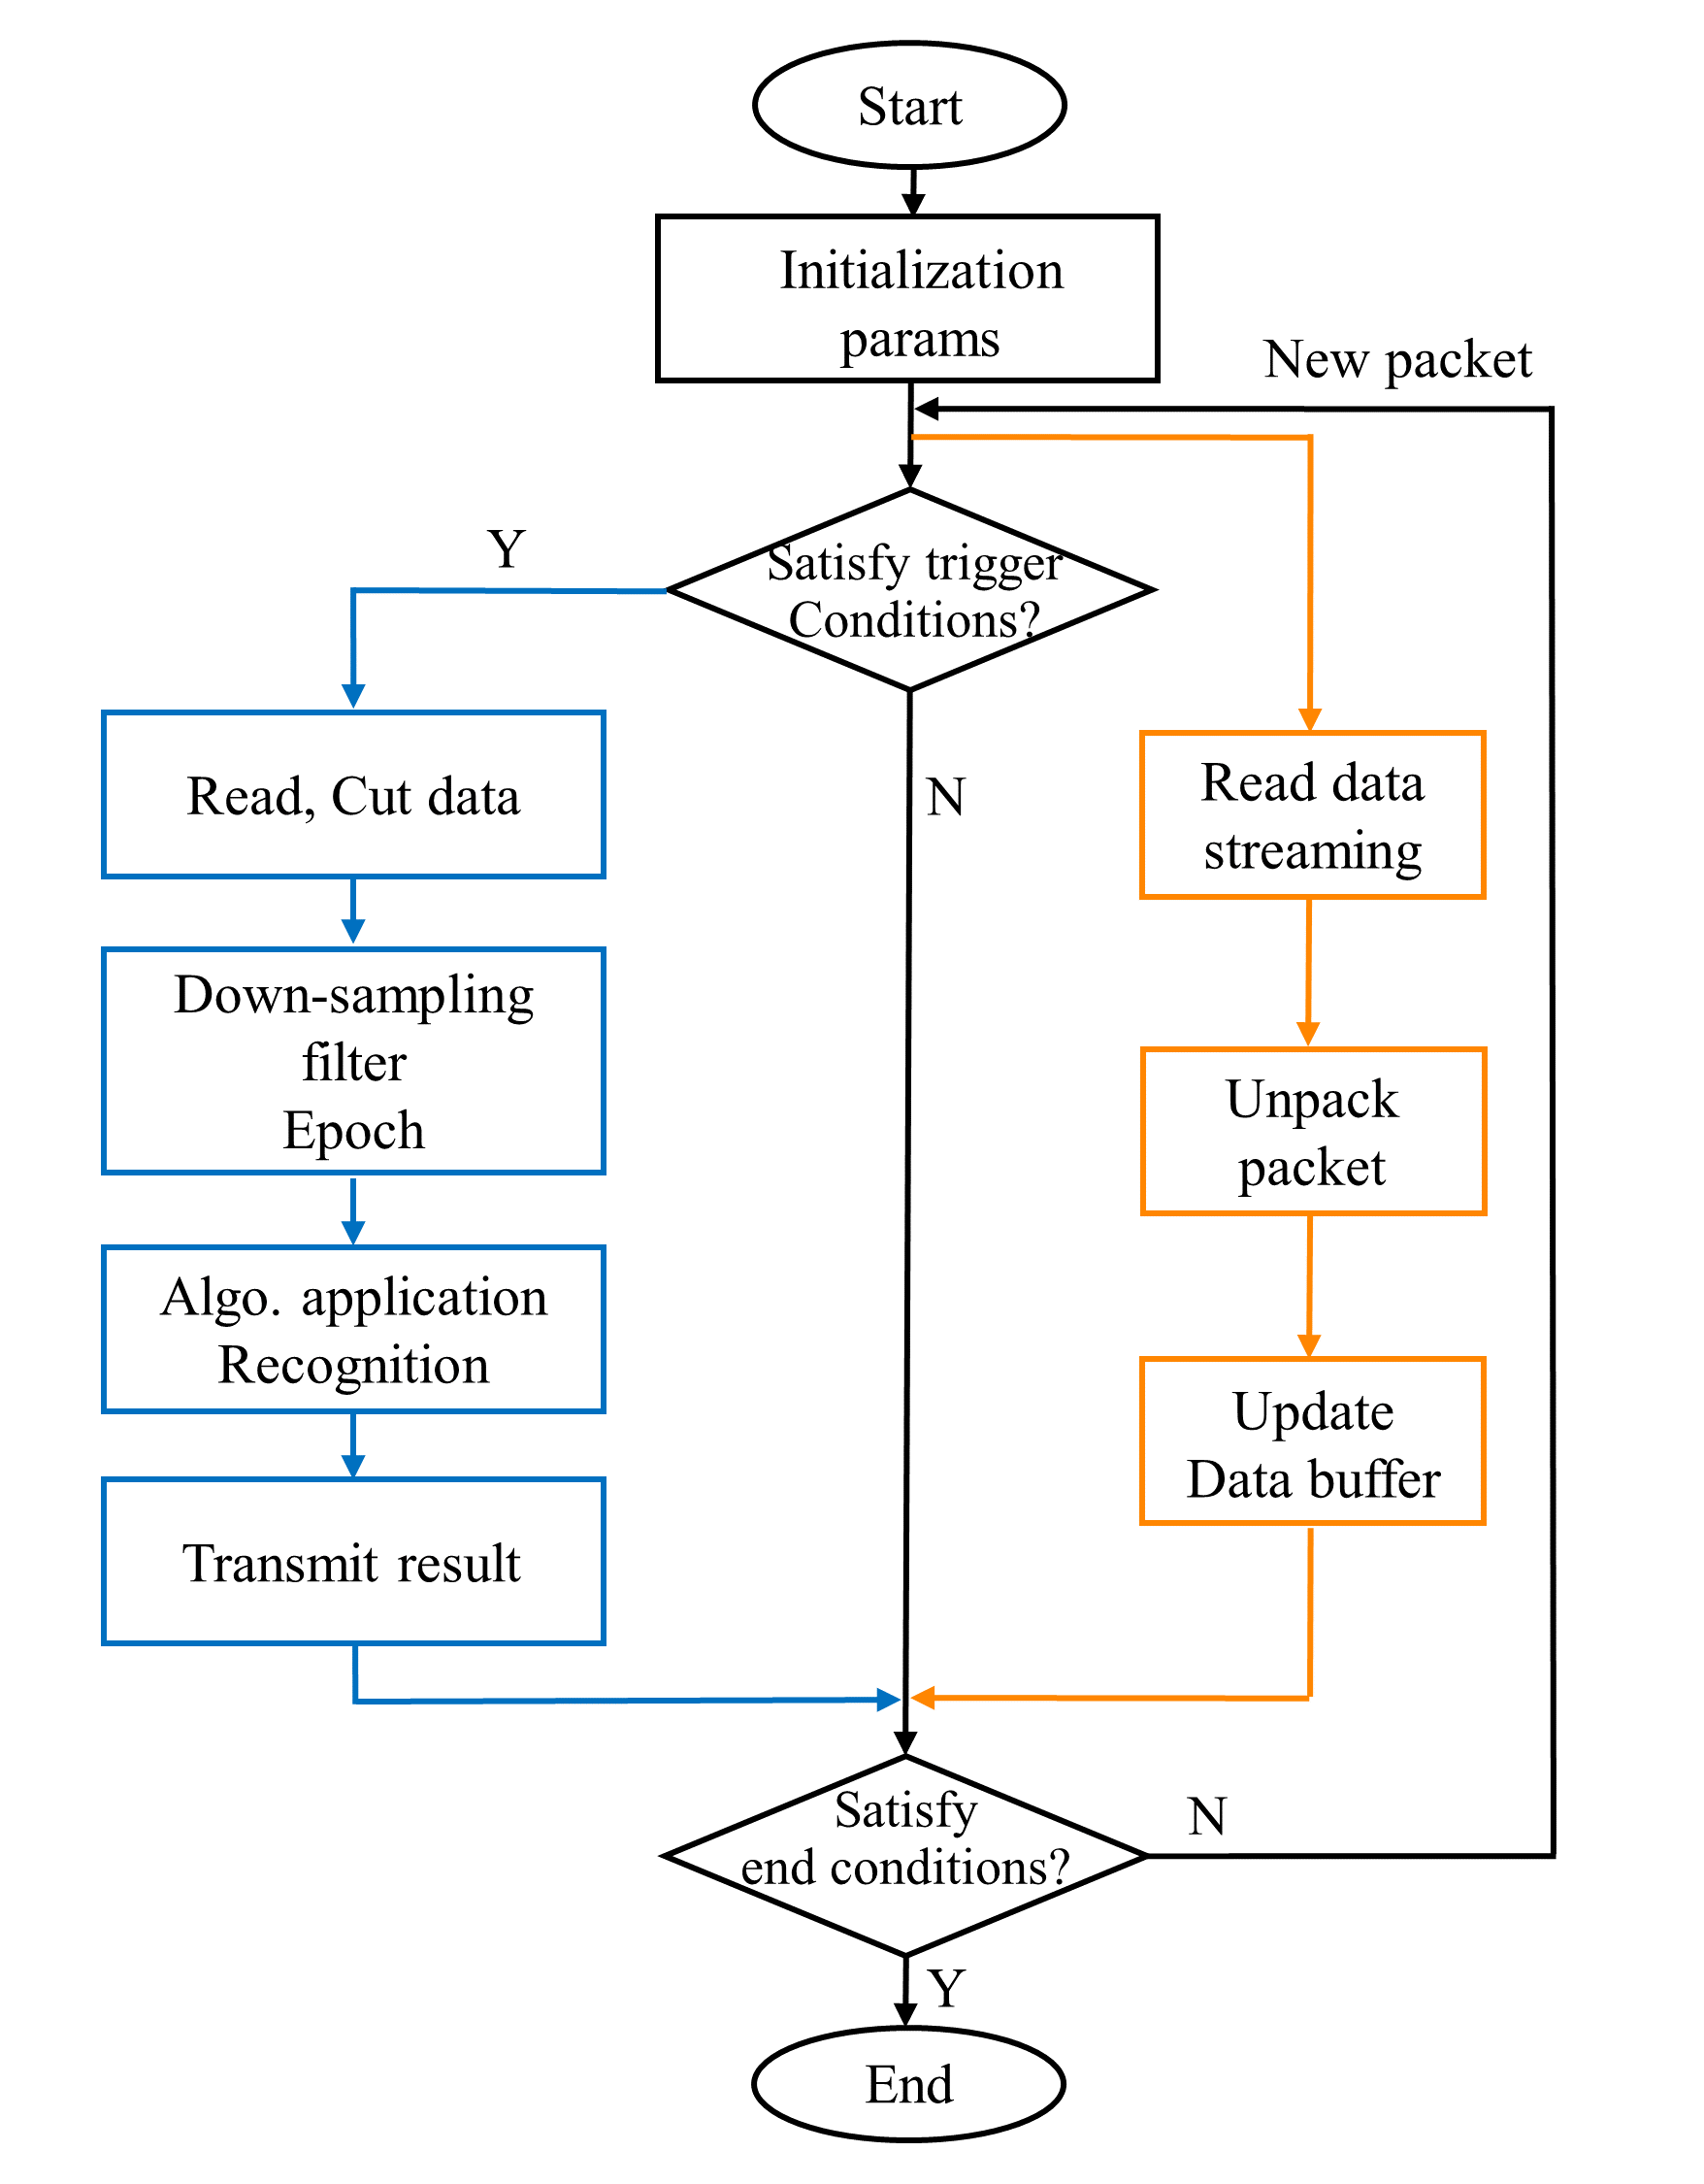 Start
Initialization
params
New packet
Y
Satisfy trigger
Conditions?
N
Read, Cut data
Down-sampling
filter
Epoch
Algo. application
Recognition
Transmit result
Read data
streaming
Unpack
packet
Update
Data buffer
Satisfy
end conditions?
N
Y
End